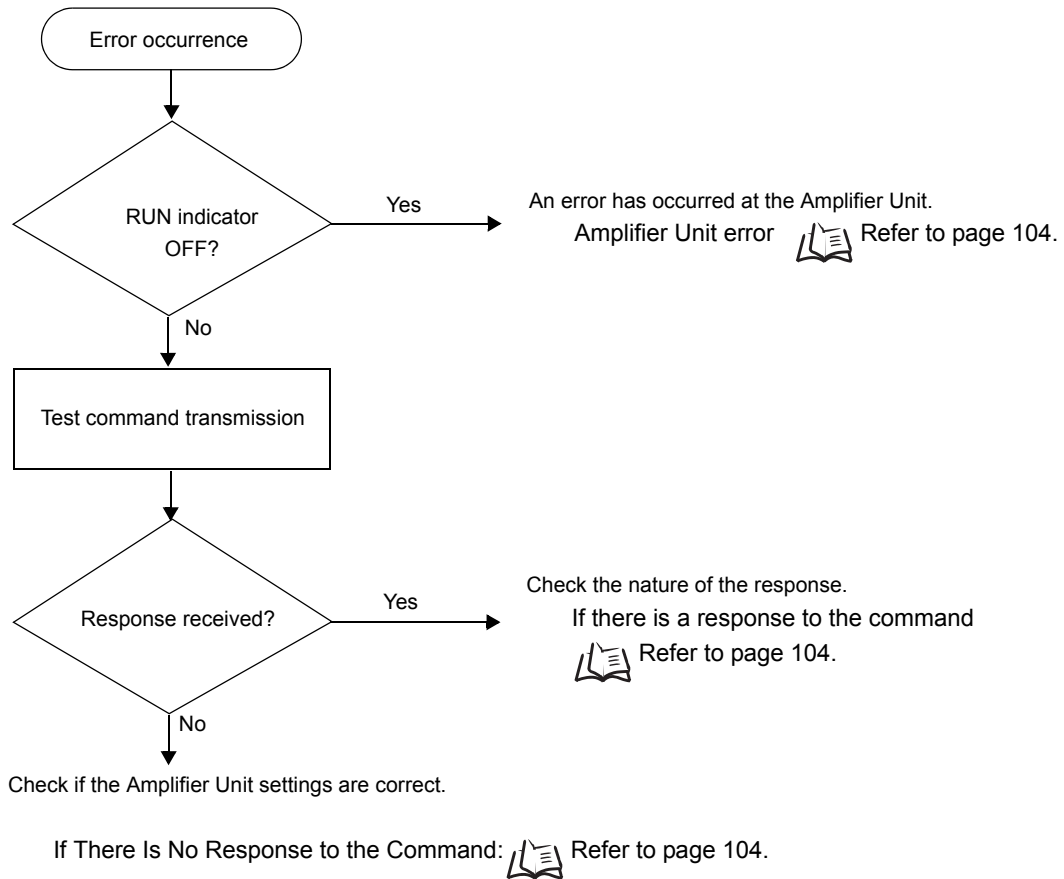 Error occurrence
RUN indicator
OFF?
Yes
An error has occurred at the Amplifier Unit.
Amplifier Unit error Refer to page 104.
No
Test command transmission
Response received?
Yes
Check the nature of the response.
If there is a response to the command
Refer to page 104.
No
Check if the Amplifier Unit settings are correct.
If There Is No Response to the Command: Refer to page 104.